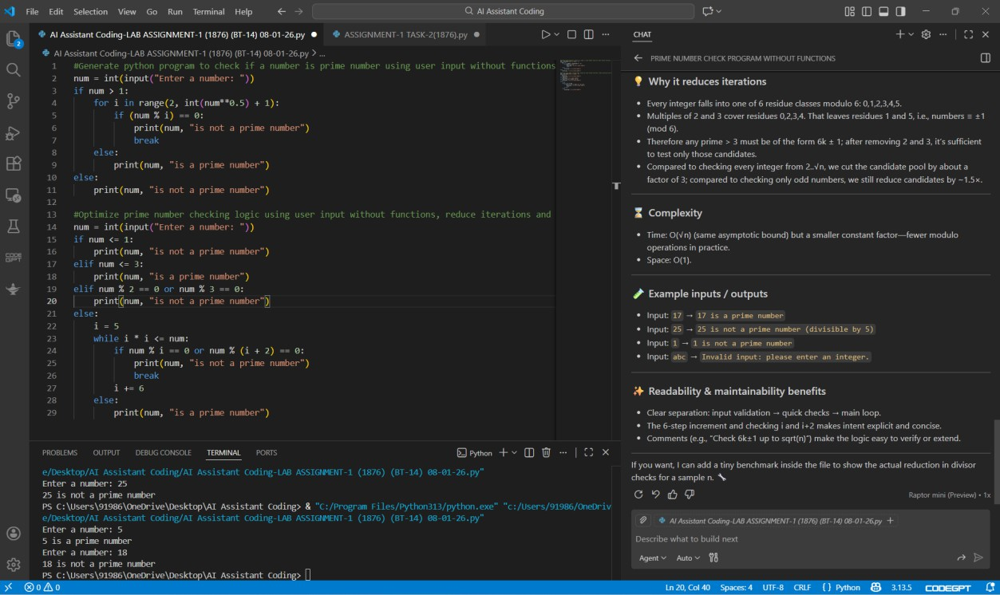 File Edit Selection View Go Run Terminal Help
AI Assistant Coding
2
AI Assistant Coding-LAB ASSIGNMENT-1 (1876) (BT-14) 08-01-26.py
ASSIGNMENT-1 TASK-2(1876).py
AI Assistant Coding-LAB ASSIGNMENT-1 (1876) (BT-14) 08-01-26.py > ...
1 #Generate python program to check if a number is prime number using user input without functions
2 num = int(input("Enter a number: "))
3 if num > 1:
4     for i in range(2, int(num**0.5) + 1):
5         if (num % i) == 0:
6             print(num, "is not a prime number")
7             break
8     else:
9         print(num, "is a prime number")
10 else:
11     print(num, "is not a prime number")
12
13 #Optimize prime number checking logic using user input without functions, reduce iterations and
14 num = int(input("Enter a number: "))
15 if num <= 1:
16     print(num, "is not a prime number")
17 elif num <= 3:
18     print(num, "is a prime number")
19 elif num % 2 == 0 or num % 3 == 0:
20     print(num, "is not a prime number")
21 else:
22     i = 5
23     while i * i <= num:
24         if num % i == 0 or num % (i + 2) == 0:
25             print(num, "is not a prime number")
26             break
27         i += 6
28     else:
29         print(num, "is a prime number")
PROBLEMS OUTPUT DEBUG CONSOLE TERMINAL PORTS
Python
e/Desktop/AI Assistant Coding/AI Assistant Coding-LAB ASSIGNMENT-1 (1876) (BT-14) 08-01-26.py"
Enter a number: 25
25 is not a prime number
PS C:\Users\91986\OneDrive\Desktop\AI Assistant Coding> & "C:/Program Files/Python313/python.exe" "c:/Users/91986/OneDriv
e/Desktop/AI Assistant Coding/AI Assistant Coding-LAB ASSIGNMENT-1 (1876) (BT-14) 08-01-26.py"
Enter a number: 5
5 is a prime number
Enter a number: 18
18 is not a prime number
PS C:\Users\91986\OneDrive\Desktop\AI Assistant Coding>
CHAT
PRIME NUMBER CHECK PROGRAM WITHOUT FUNCTIONS
💡 Why it reduces iterations
• Every integer falls into one of 6 residue classes modulo 6: 0,1,2,3,4,5.
• Multiples of 2 and 3 cover residues 0,2,3,4. That leaves residues 1 and 5, i.e., numbers ≡ ±1
(mod 6).
• Therefore any prime > 3 must be of the form 6k ± 1; after removing 2 and 3, it's sufficient
to test only those candidates.
• Compared to checking every integer from 2..√n, we cut the candidate pool by about a
factor of 3; compared to checking only odd numbers, we still reduce candidates by ~1.5×.
⏳ Complexity
• Time: O(√n) (same asymptotic bound) but a smaller constant factor—fewer modulo
operations in practice.
• Space: O(1).
🧪 Example inputs / outputs
• Input: 17 → 17 is a prime number
• Input: 25 → 25 is not a prime number (divisible by 5)
• Input: 1 → 1 is not a prime number
• Input: abc → Invalid input: please enter an integer.
✨ Readability & maintainability benefits
• Clear separation: input validation → quick checks → main loop.
• The 6-step increment and checking i and i+2 makes intent explicit and concise.
• Comments (e.g., "Check 6k±1 up to sqrt(n)") make the logic easy to verify or extend.
If you want, I can add a tiny benchmark inside the file to show the actual reduction in divisor
checks for a sample n. 🔧
Raptor mini (Preview) • 1x
AI Assistant Coding-LAB ASSIGNMENT-1 (1876) (BT-14) 08-01-26.py
Describe what to build next
Agent Auto
CODE
GPT
0 0
Ln 20, Col 40 Spaces: 4 UTF-8 CRLF { } Python 3.13.5 CODEGPT